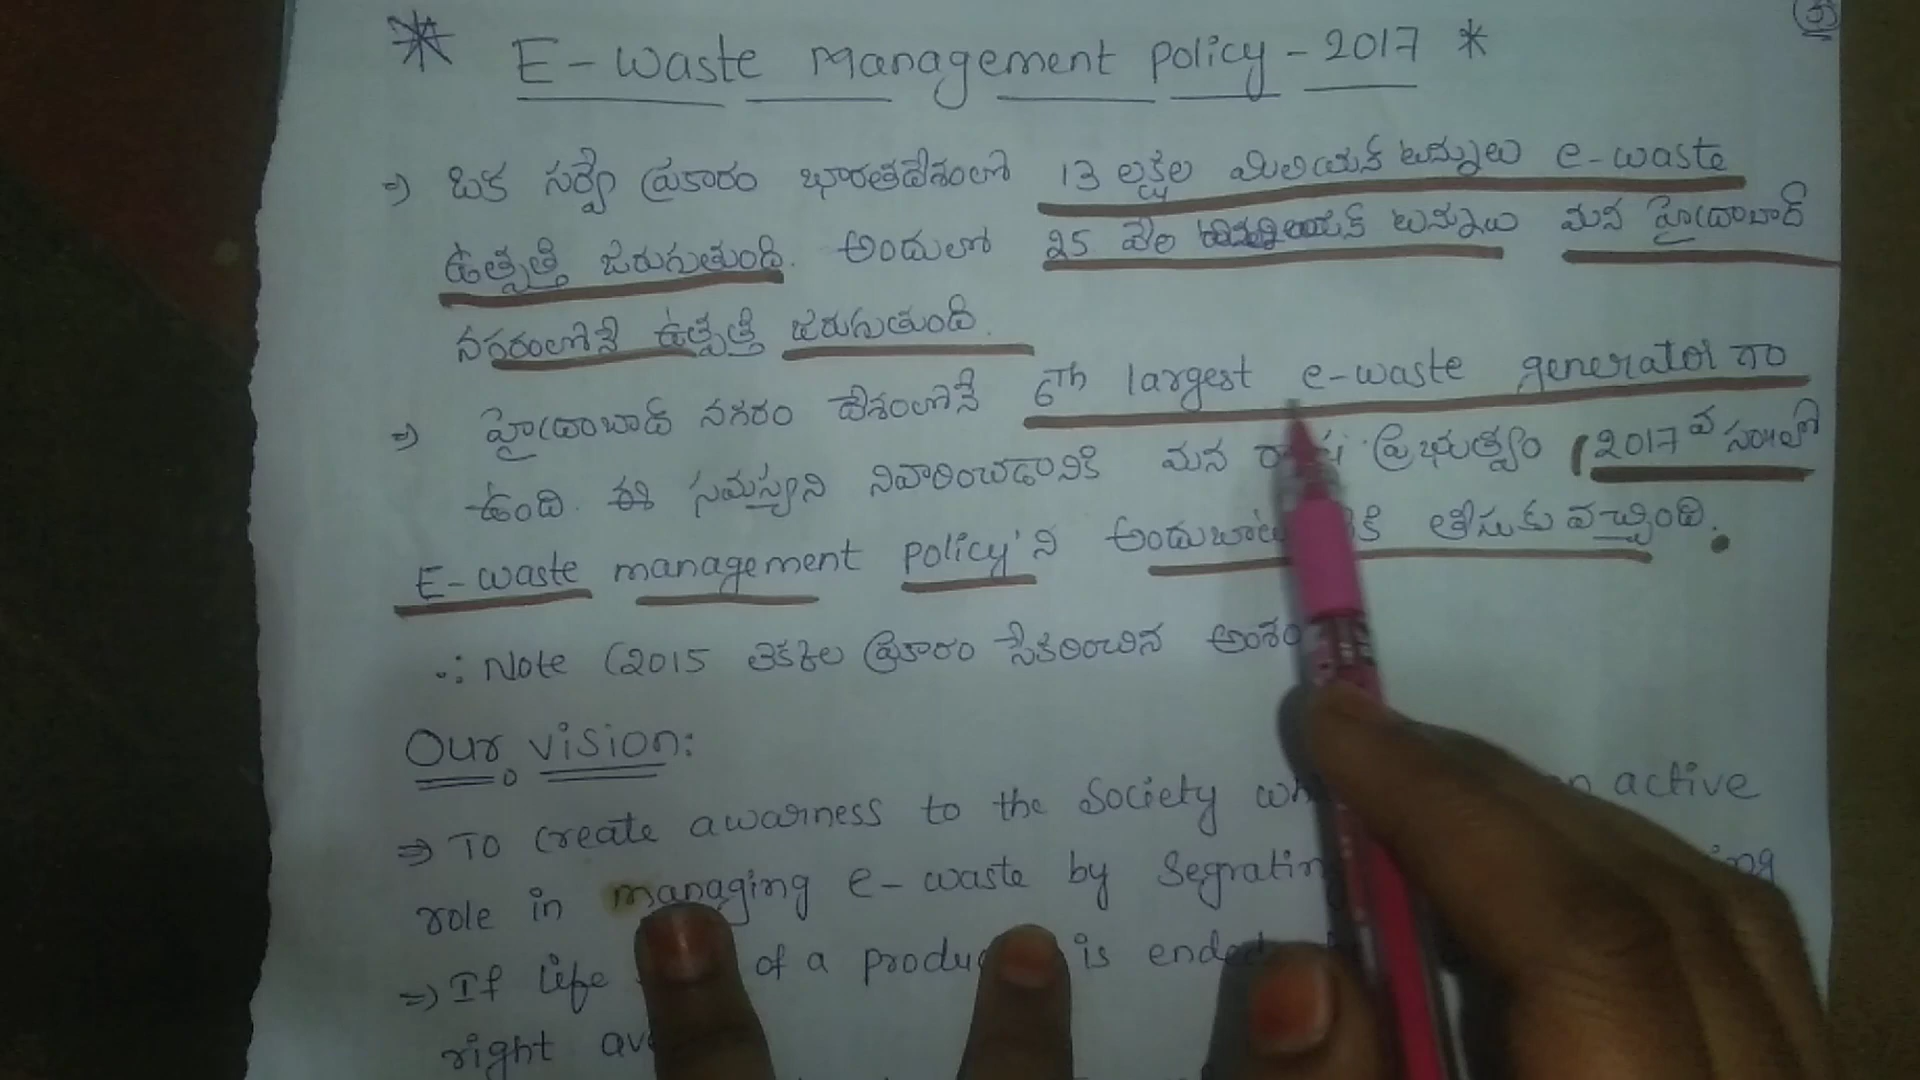 * E-waste management policy-2017 *
⇒ ఒక సర్వే ప్రకారం భారతదేశంలో 13 లక్షల మిలియన్ టన్నులు e-waste
ఉత్పత్తి జరుగుతుంది. అందులో 25 వేల టన్నులు మన హైదరాబాద్
నగరంలోనే ఉత్పత్తి జరుగుతుంది.
⇒ హైదరాబాద్ నగరం దేశంలోనే 6th largest e-waste generator గా
ఉంది. ఈ సమస్యని నివారించడానికి మన ప్రభుత్వం (2017వ సం||లో
E-waste management policy'ని తీసుకు వచ్చింది.
∴ Note (2015 లెక్కల ప్రకారం సేకరించిన
Our vision:
⇒ To create awarness to the society active
role in managing e-waste by
⇒ If life of a is ended
right